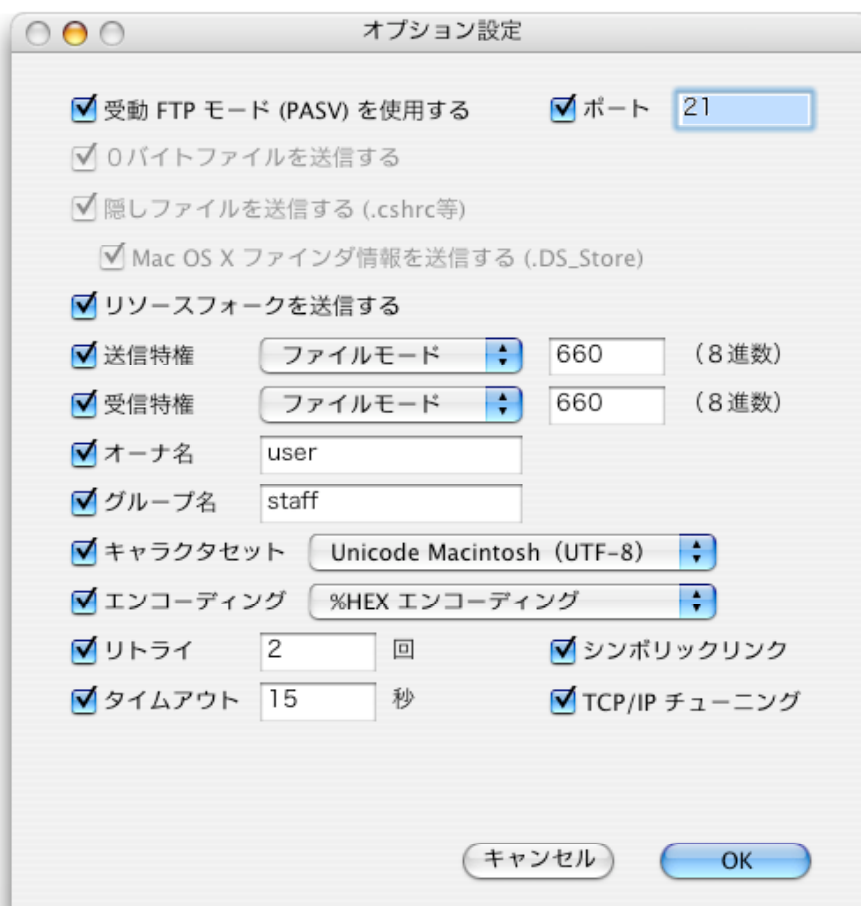 オプション設定
受動 FTP モード (PASV) を使用する ポート 21
０バイトファイルを送信する
隠しファイルを送信する (.cshrc等)
Mac OS X ファインダ情報を送信する (.DS_Store)
リソースフォークを送信する
送信特権 ファイルモード 660 （８進数）
受信特権 ファイルモード 660 （８進数）
オーナ名 user
グループ名 staff
キャラクタセット Unicode Macintosh（UTF-8）
エンコーディング %HEX エンコーディング
リトライ 2 回 シンボリックリンク
タイムアウト 15 秒 TCP/IP チューニング
キャンセル OK